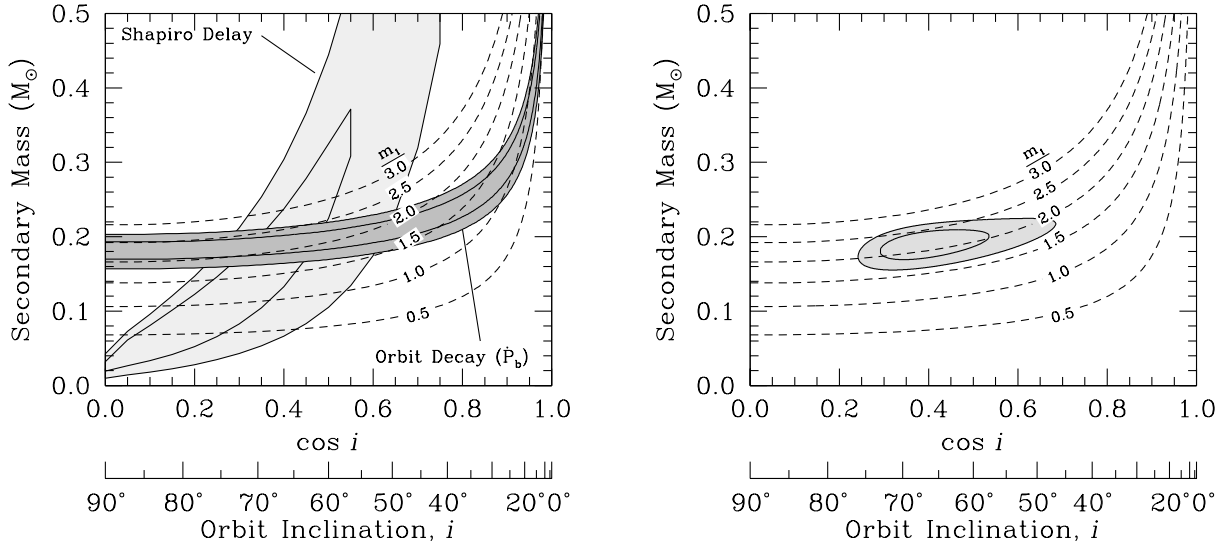 0.5
Shapiro Delay
0.4
0.3
0.2
0.1
0.0
Secondary Mass (M⊙)
m₁
3.0
2.5
2.0
1.5
1.0
0.5
Orbit Decay (Ṗb)
0.0 0.2 0.4 0.6 0.8 1.0
cos i
90° 80° 70° 60° 50° 40° 20° 0°
Orbit Inclination, i
0.5
0.4
0.3
0.2
0.1
0.0
Secondary Mass (M⊙)
m₁
3.0
2.5
2.0
1.5
1.0
0.5
0.0 0.2 0.4 0.6 0.8 1.0
cos i
90° 80° 70° 60° 50° 40° 20° 0°
Orbit Inclination, i